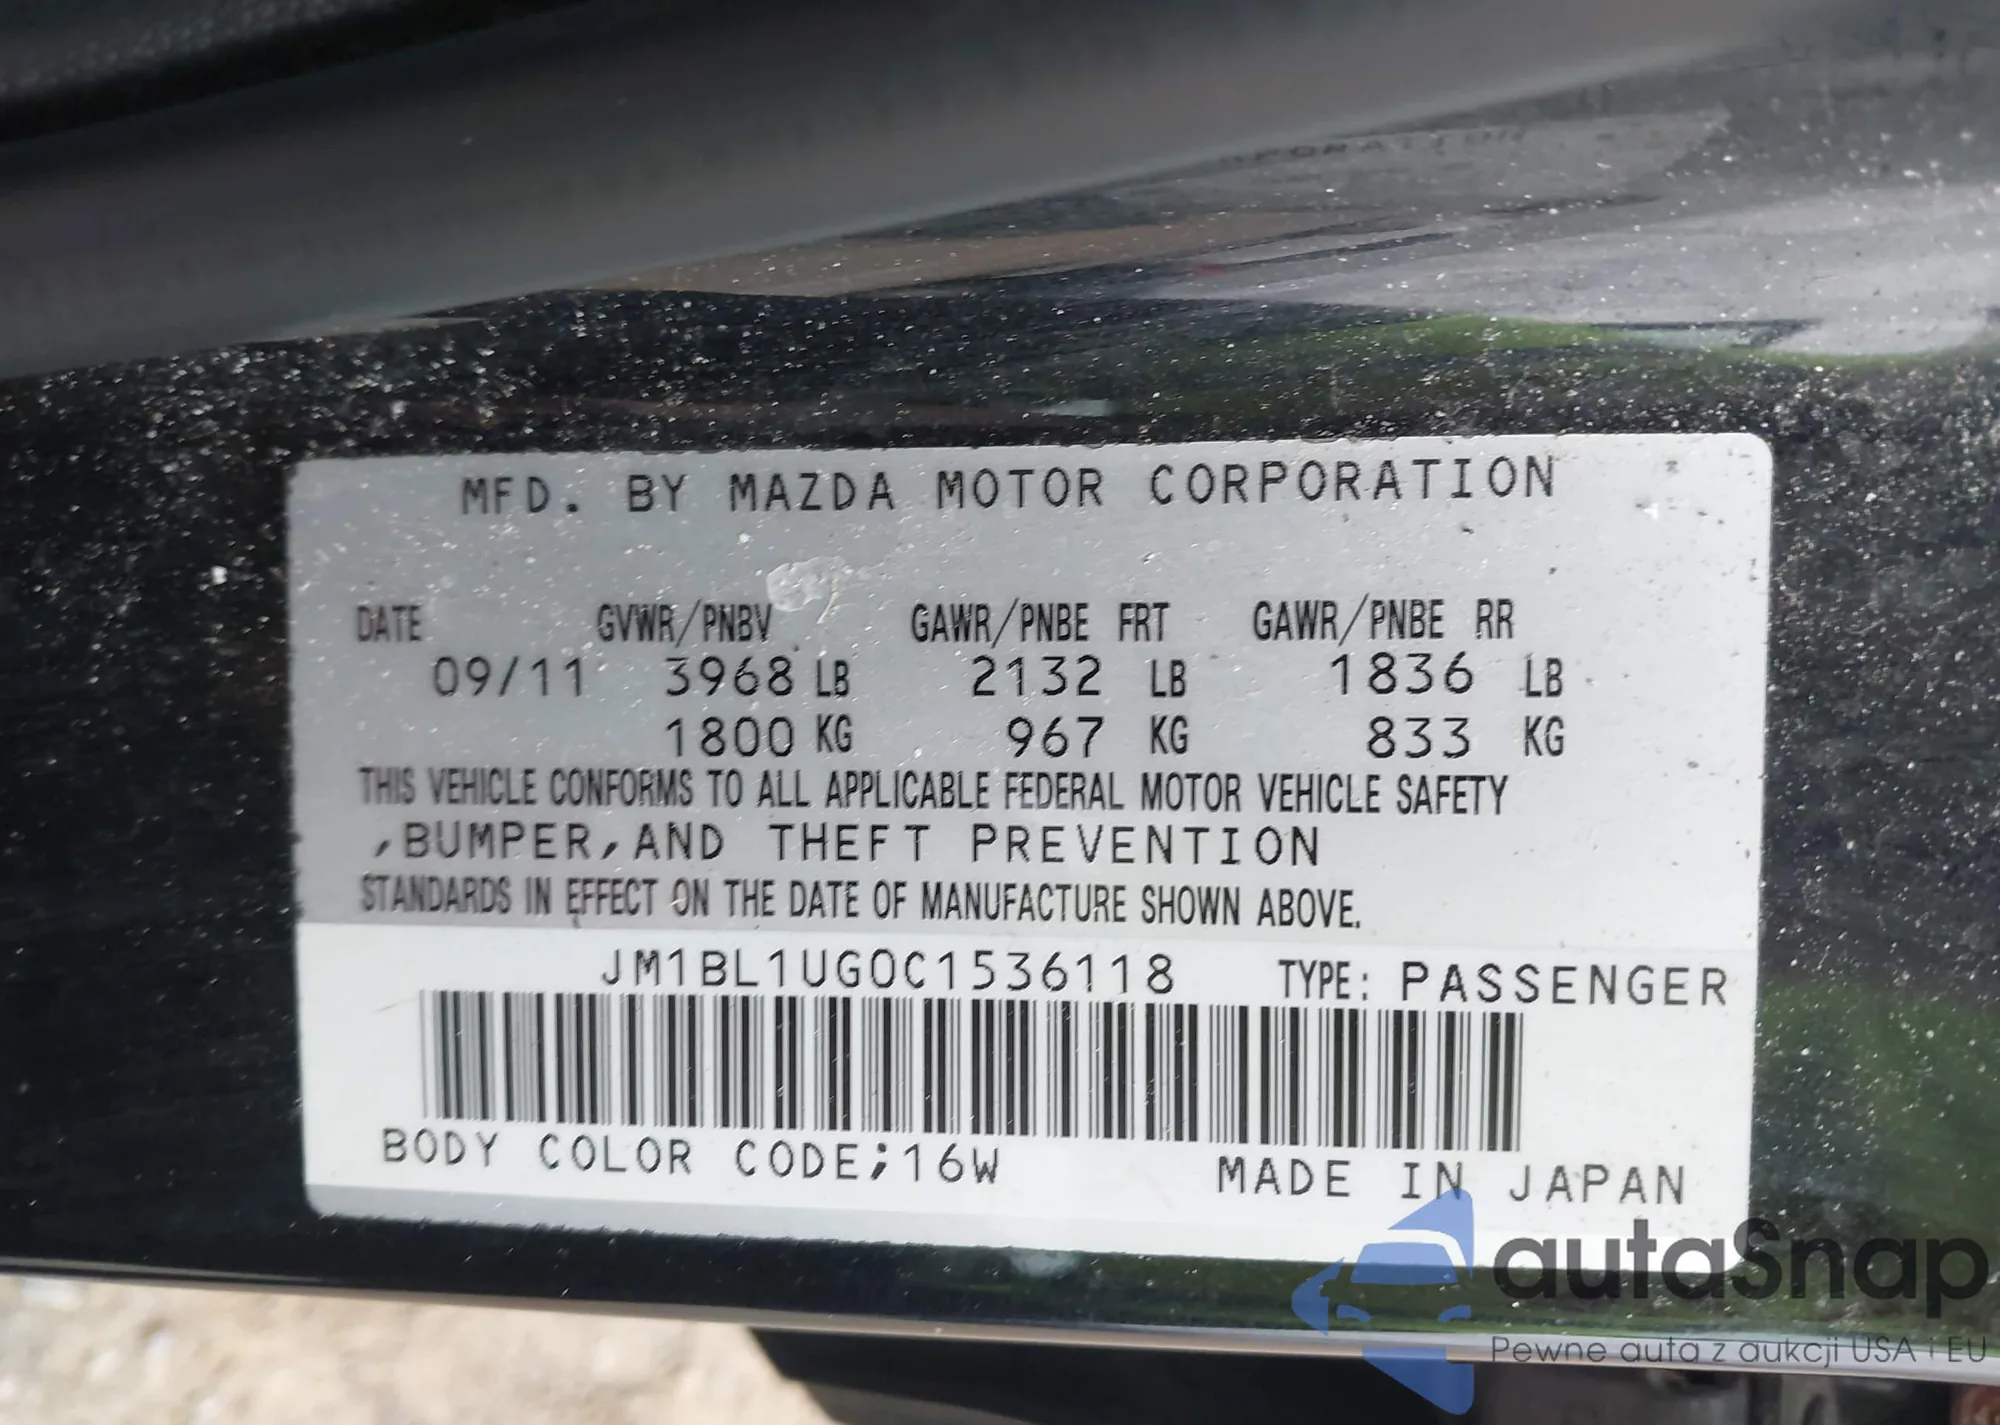 MFD. BY MAZDA MOTOR CORPORATION
DATE GVWR/PNBV GAWR/PNBE FRT GAWR/PNBE RR
09/11 3968 LB 2132 LB 1836 LB
1800 KG 967 KG 833 KG
THIS VEHICLE CONFORMS TO ALL APPLICABLE FEDERAL MOTOR VEHICLE SAFETY
,BUMPER,AND THEFT PREVENTION
STANDARDS IN EFFECT ON THE DATE OF MANUFACTURE SHOWN ABOVE.
JM1BL1UG0C1536118 TYPE: PASSENGER
BODY COLOR CODE;16W MADE IN JAPAN
autaSnap
Pewne auta z aukcji USA i EU